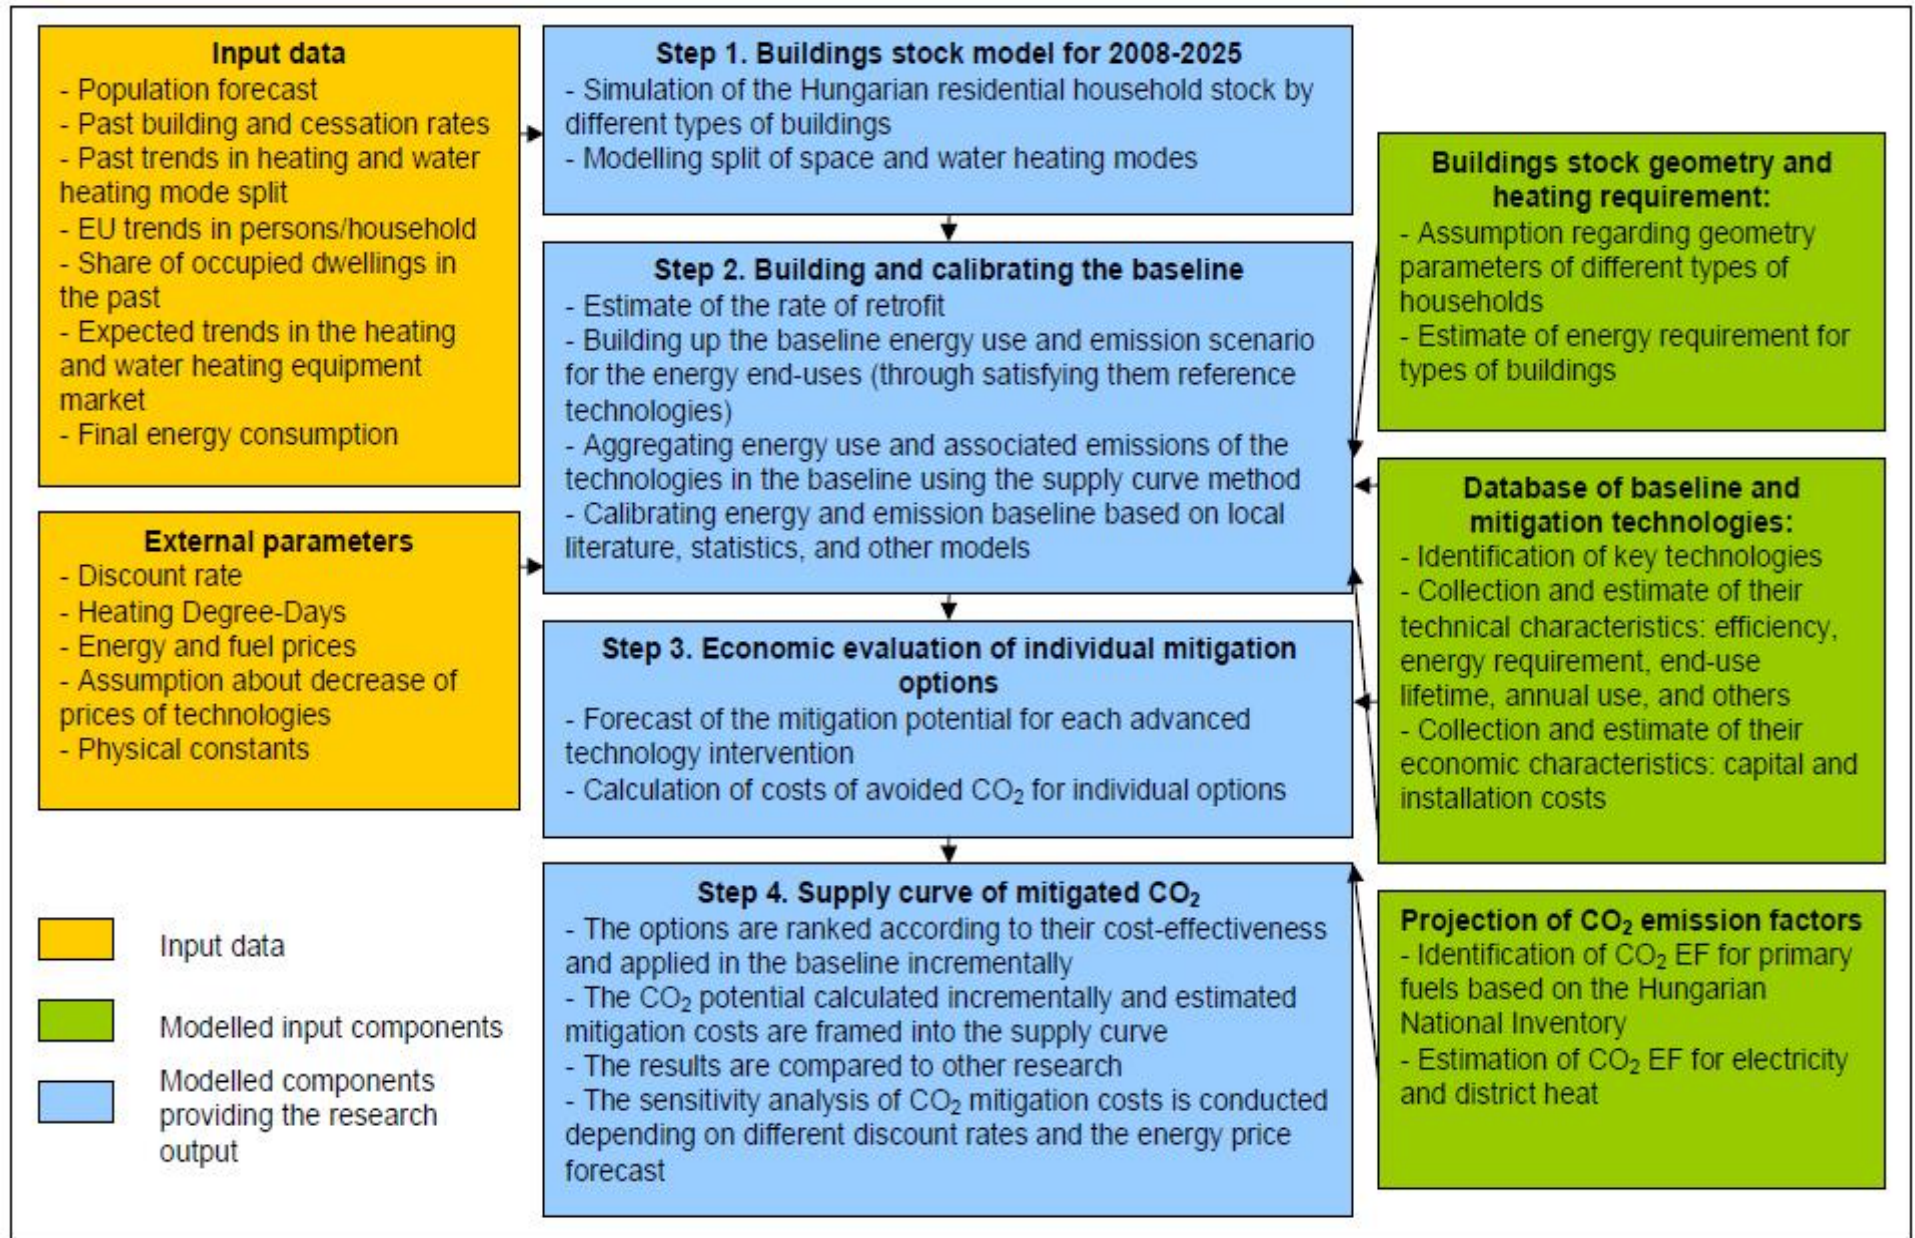 Input data
- Population forecast
- Past building and cessation rates
- Past trends in heating and water
heating mode split
- EU trends in persons/household
- Share of occupied dwellings in
the past
- Expected trends in the heating
and water heating equipment
market
- Final energy consumption
External parameters
- Discount rate
- Heating Degree-Days
- Energy and fuel prices
- Assumption about decrease of
prices of technologies
- Physical constants
Input data
Modelled input components
Modelled components
providing the research
output
Step 1. Buildings stock model for 2008-2025
- Simulation of the Hungarian residential household stock by
different types of buildings
- Modelling split of space and water heating modes
Step 2. Building and calibrating the baseline
- Estimate of the rate of retrofit
- Building up the baseline energy use and emission scenario
for the energy end-uses (through satisfying them reference
technologies)
- Aggregating energy use and associated emissions of the
technologies in the baseline using the supply curve method
- Calibrating energy and emission baseline based on local
literature, statistics, and other models
Step 3. Economic evaluation of individual mitigation
options
- Forecast of the mitigation potential for each advanced
technology intervention
- Calculation of costs of avoided CO₂ for individual options
Step 4. Supply curve of mitigated CO₂
- The options are ranked according to their cost-effectiveness
and applied in the baseline incrementally
- The CO₂ potential calculated incrementally and estimated
mitigation costs are framed into the supply curve
- The results are compared to other research
- The sensitivity analysis of CO₂ mitigation costs is conducted
depending on different discount rates and the energy price
forecast
Buildings stock geometry and
heating requirement:
- Assumption regarding geometry
parameters of different types of
households
- Estimate of energy requirement for
types of buildings
Database of baseline and
mitigation technologies:
- Identification of key technologies
- Collection and estimate of their
technical characteristics: efficiency,
energy requirement, end-use
lifetime, annual use, and others
- Collection and estimate of their
economic characteristics: capital and
installation costs
Projection of CO₂ emission factors
- Identification of CO₂ EF for primary
fuels based on the Hungarian
National Inventory
- Estimation of CO₂ EF for electricity
and district heat